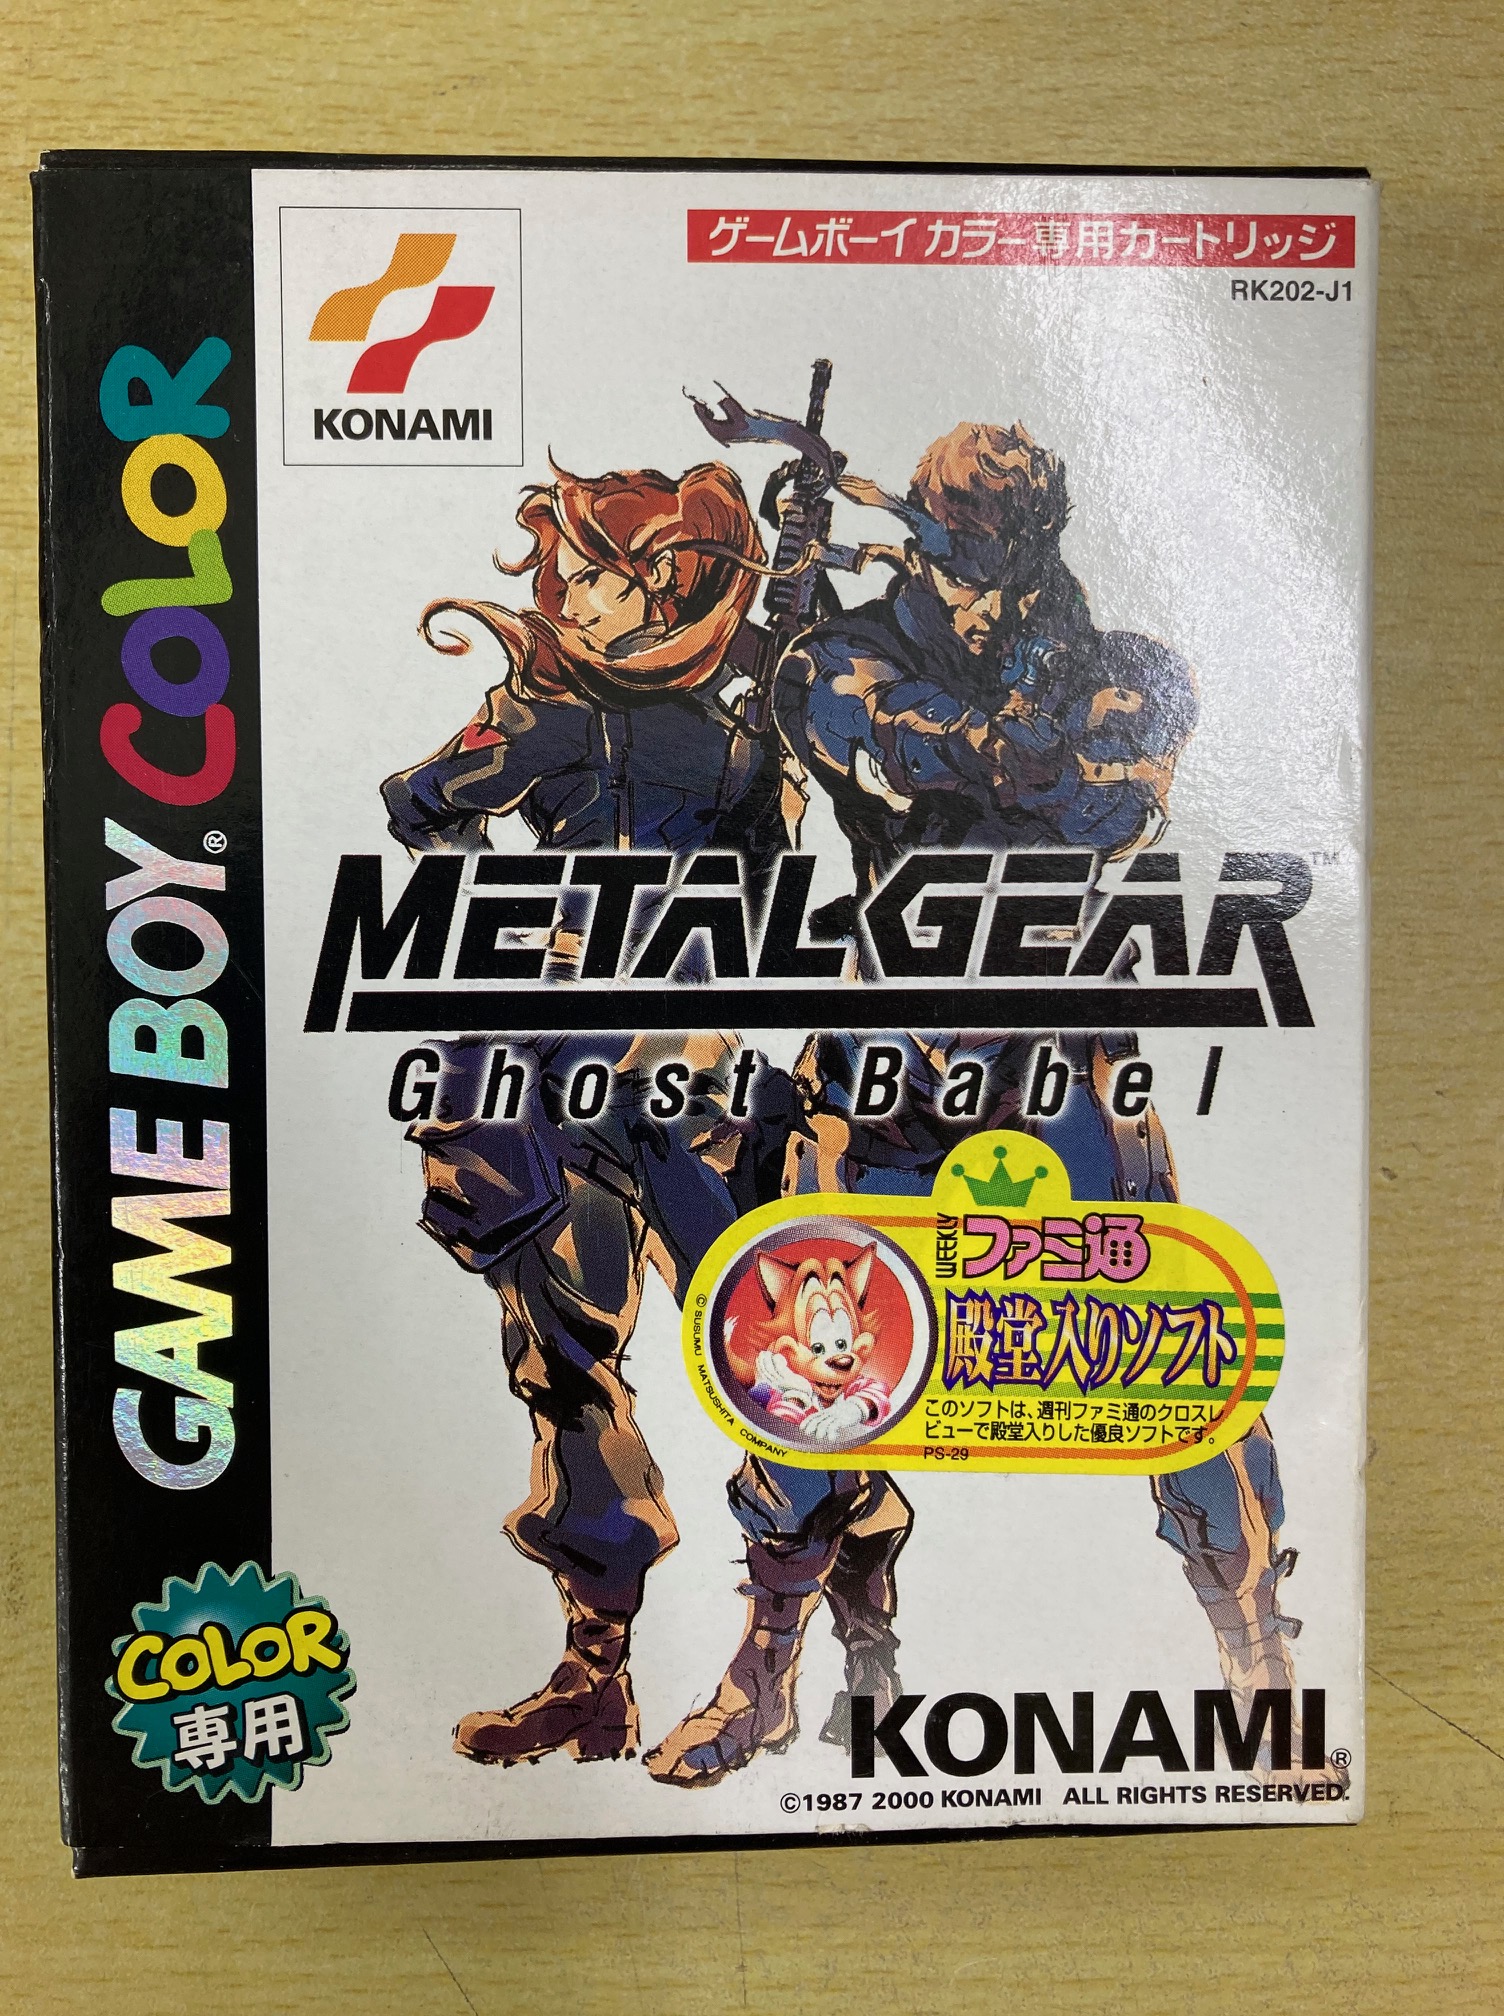 KONAMI
ゲームボーイカラー専用カートリッジ
RK202-J1
GAME BOY® COLOR
METAL GEAR™
Ghost Babel
WEEKLY ファミ通
殿堂入りソフト
このソフトは、週刊ファミ通のクロスレ
ビューで殿堂入りした優良ソフトです。
PS-29
© SUSUMU MATSUSHITA COMPANY
COLOR
専用
KONAMI®
©1987 2000 KONAMI ALL RIGHTS RESERVED.